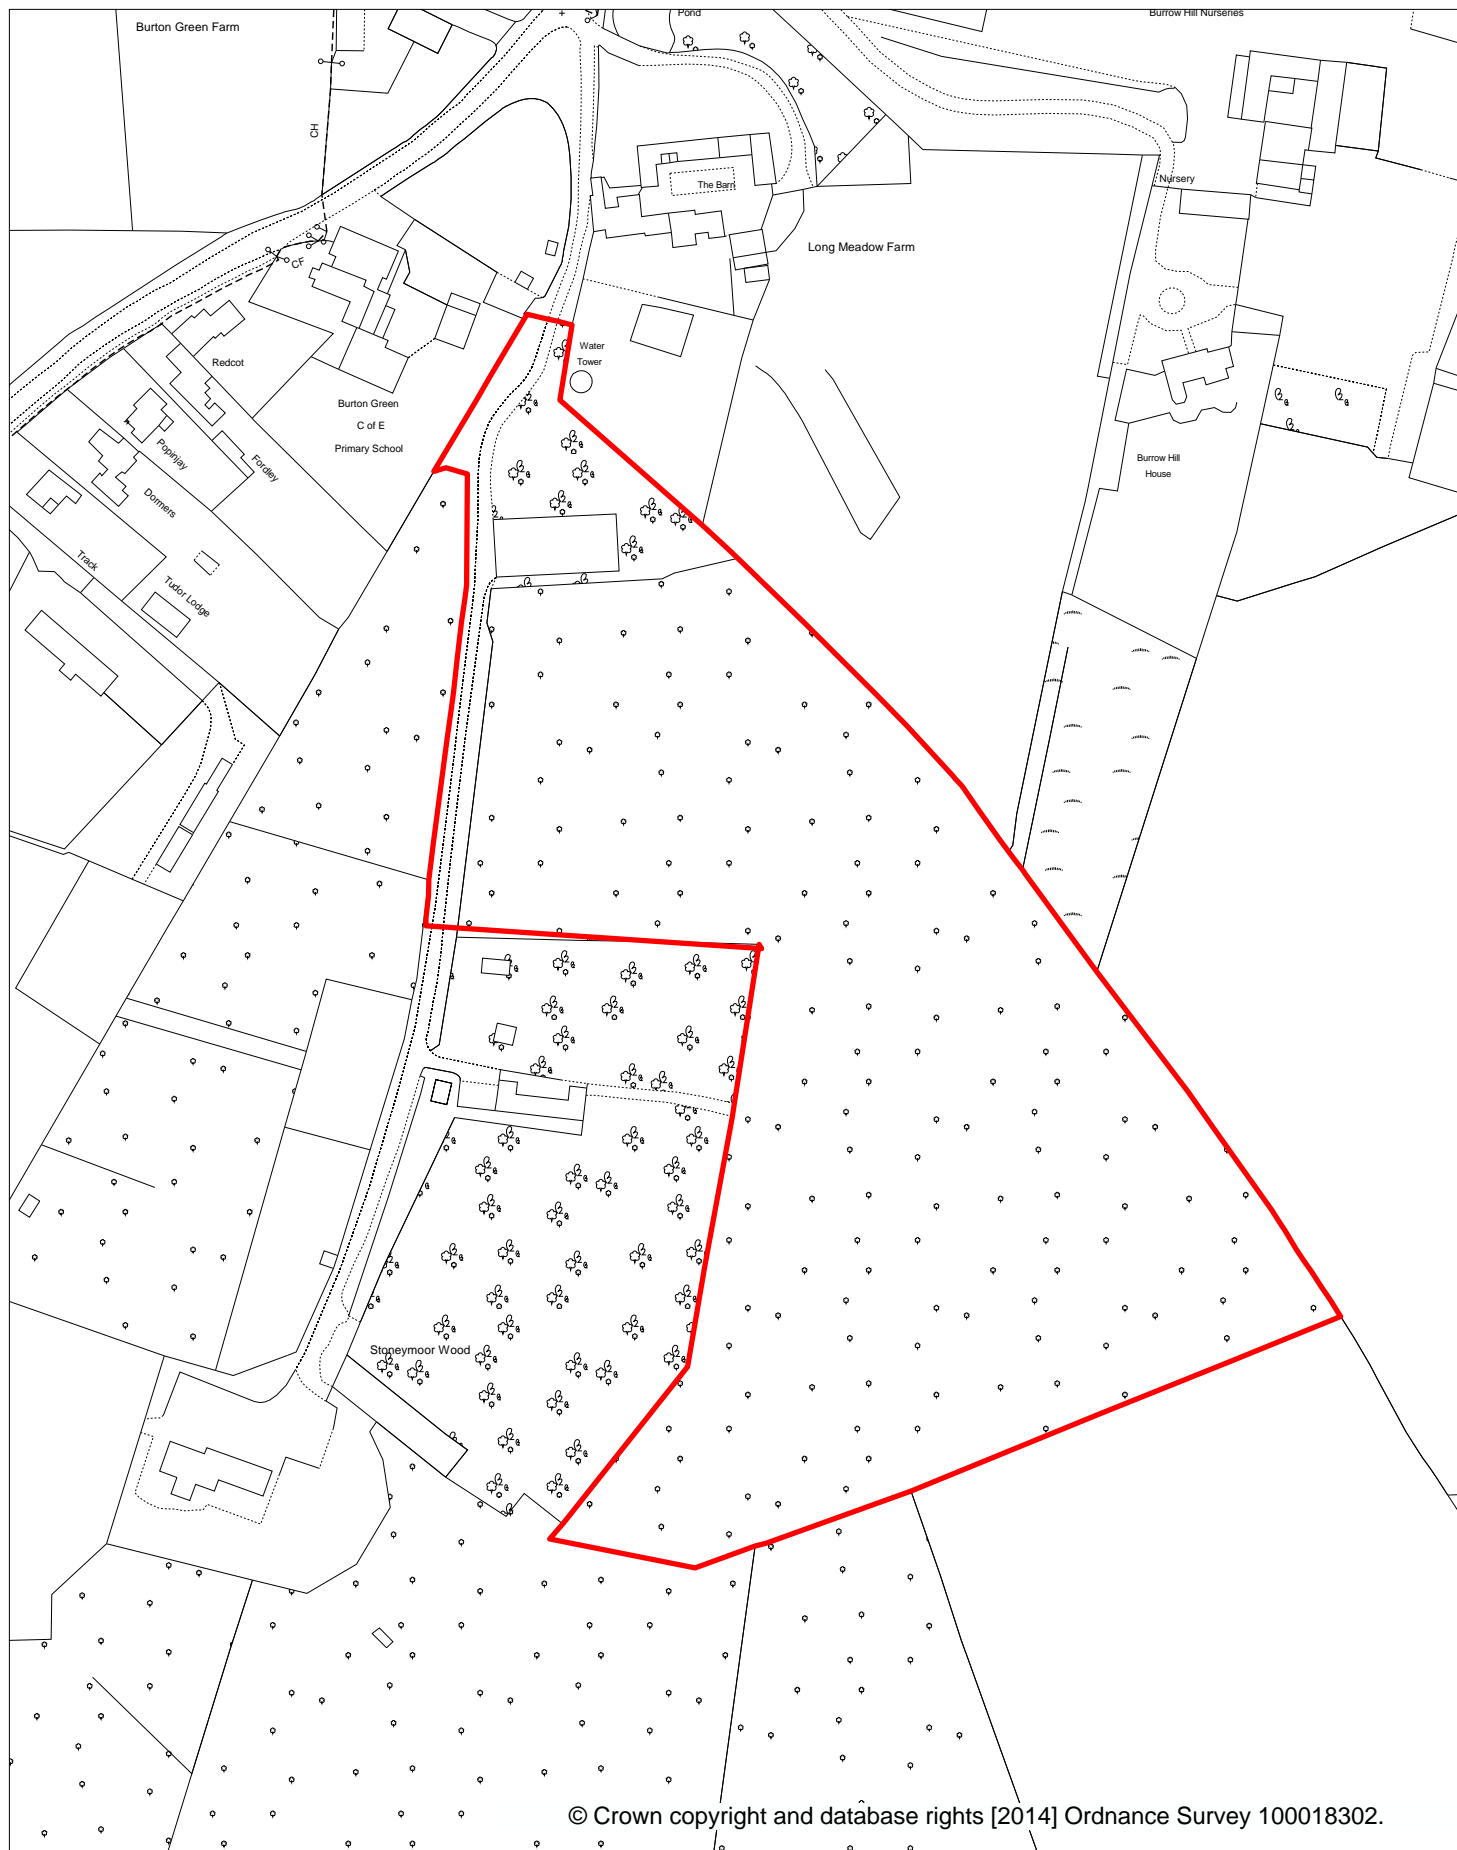 Burton Green Farm
Pond
Burrow Hill Nurseries
CH
The Barn
Nursery
Long Meadow Farm
CF
Water
Tower
Redcot
Burton Green
C of E
Primary School
Popinjay
Fordley
Dormers
Burrow Hill
House
Track
Tudor Lodge
Stoneymoor Wood
© Crown copyright and database rights [2014] Ordnance Survey 100018302.